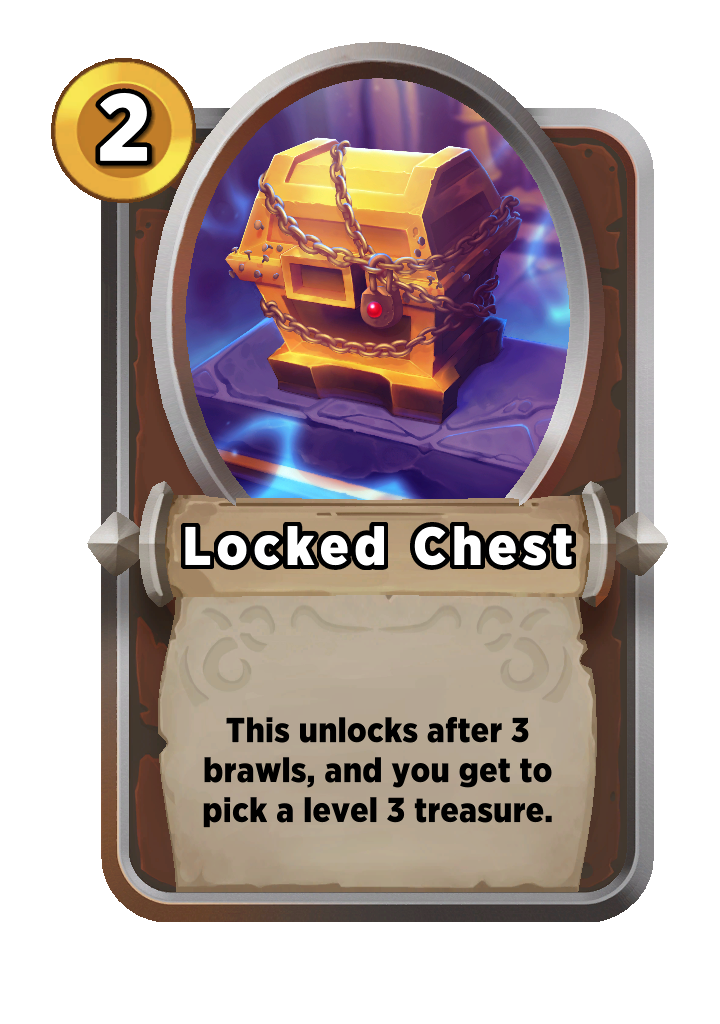 2
Locked Chest
This unlocks after 3
brawls, and you get to
pick a level 3 treasure.